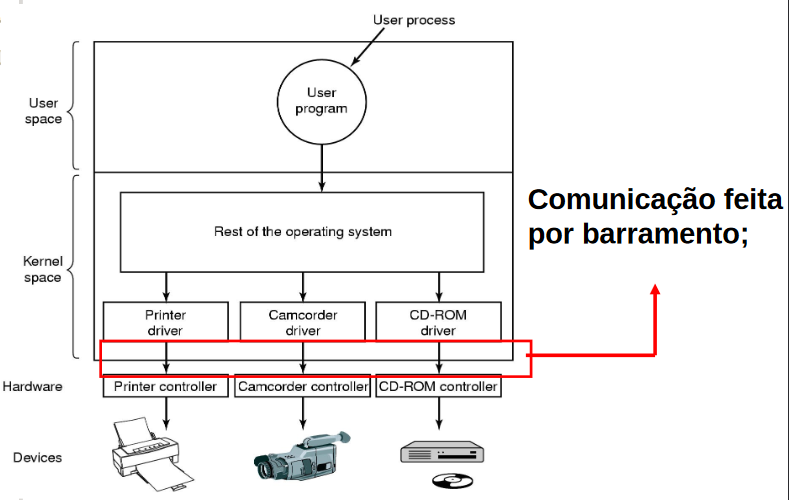 User process
User
program
User
space
Comunicação feita
por barramento;
Rest of the operating system
Kernel
space
Printer
driver
Camcorder
driver
CD-ROM
driver
Hardware
Printer controller
Camcorder controller
CD-ROM controller
Devices